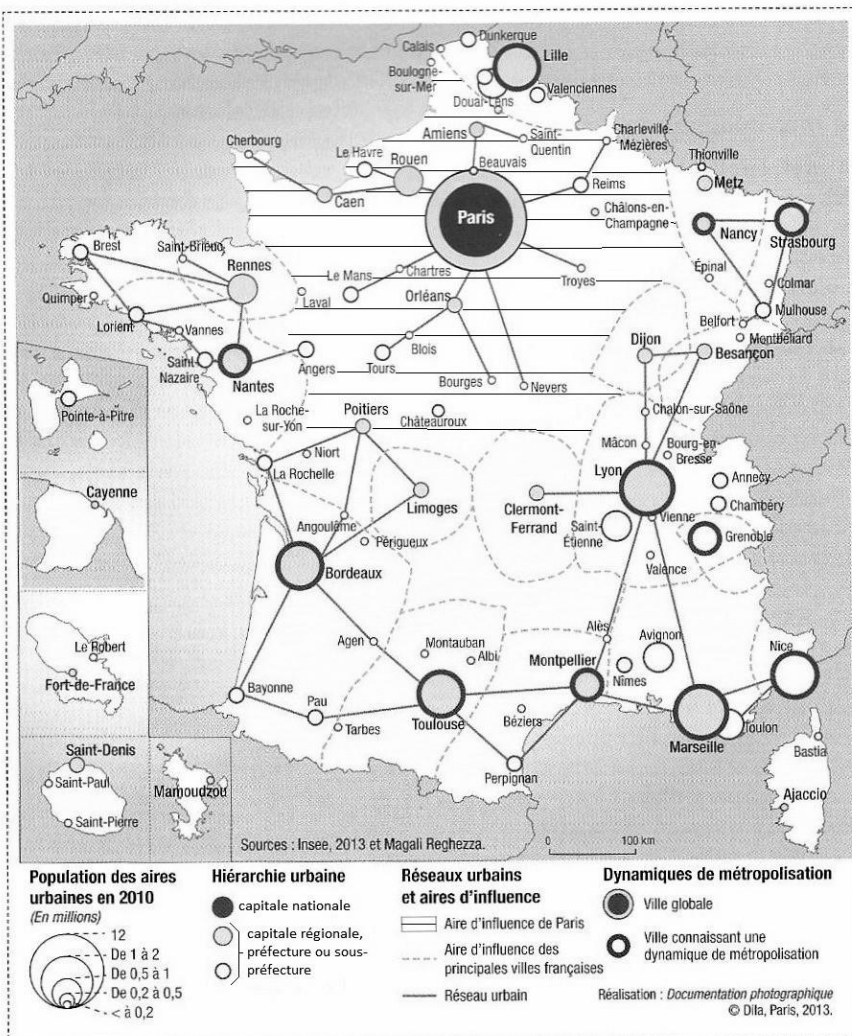 Dunkerque
Calais
Lille
Boulogne-
sur-Mer
Valenciennes
Douai-Lens
Amiens
Saint-
Quentin
Charleville-
Mézières
Cherbourg
Le Havre
Rouen
Beauvais
Thionville
Metz
Reims
Caen
Paris
Châlons-en-
Champagne
Nancy
Strasbourg
Brest
Saint-Brieuc
Rennes
Le Mans
Chartres
Troyes
Épinal
Colmar
Quimper
Laval
Orléans
Mulhouse
Lorient
Vannes
Belfort
Montbéliard
Saint-
Nazaire
Nantes
Angers
Blois
Tours
Dijon
Besançon
Bourges
Nevers
Pointe-à-Pitre
La Roche-
sur-Yon
Poitiers
Châteauroux
Chalon-sur-Saône
Niort
Mâcon
Bourg-en-
Bresse
La Rochelle
Lyon
Annecy
Cayenne
Limoges
Clermont-
Ferrand
Chambéry
Vienne
Angoulême
Saint-
Étienne
Grenoble
Périgueux
Valence
Bordeaux
Le Robert
Fort-de-France
Agen
Montauban
Albi
Alès
Avignon
Nice
Montpellier
Nîmes
Bayonne
Pau
Toulouse
Béziers
Tarbes
Marseille
Toulon
Saint-Denis
Saint-Paul
Saint-Pierre
Mamoudzou
Perpignan
Bastia
Ajaccio
Sources : Insee, 2013 et Magali Reghezza.
100 km
Population des aires
urbaines en 2010
(En millions)
12
De 1 à 2
De 0,5 à 1
De 0,2 à 0,5
< à 0,2
Hiérarchie urbaine
capitale nationale
capitale régionale,
préfecture ou sous-
préfecture
Réseaux urbains
et aires d'influence
Aire d'influence de Paris
Aire d'influence des
principales villes françaises
Réseau urbain
Dynamiques de métropolisation
Ville globale
Ville connaissant une
dynamique de métropolisation
Réalisation : Documentation photographique
© Dila, Paris, 2013.